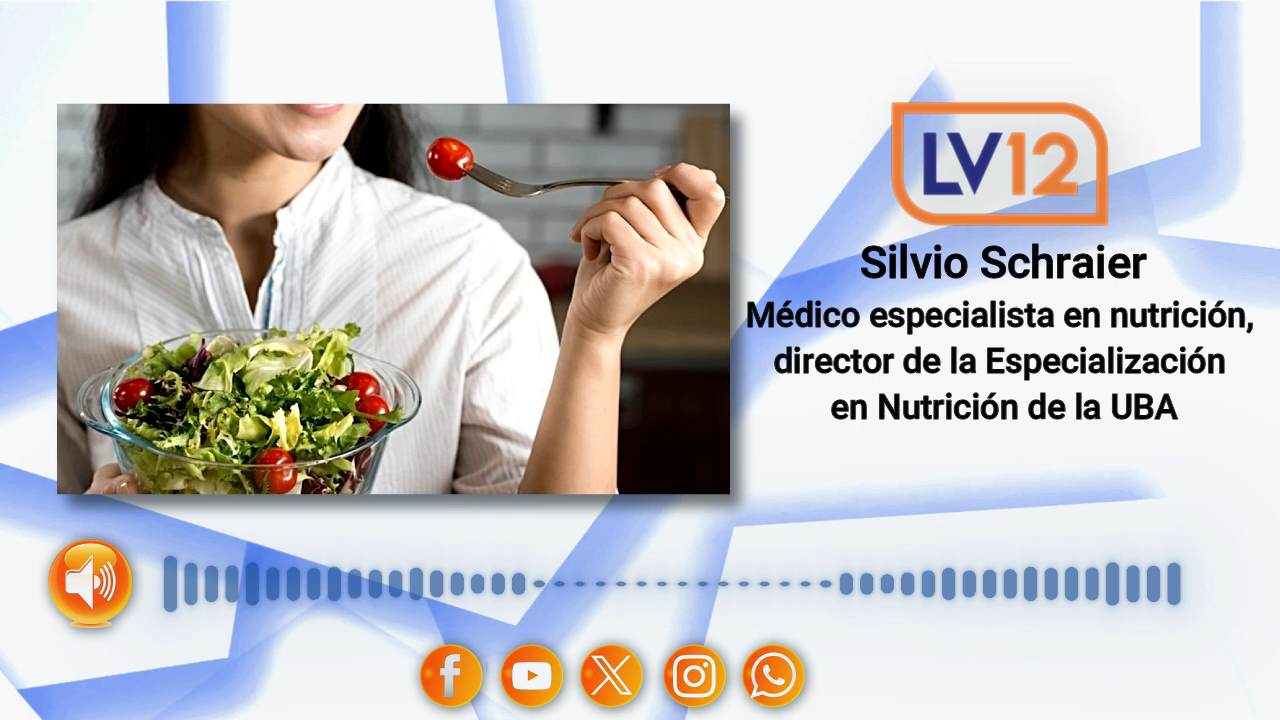 LV12
Silvio Schraier
Médico especialista en nutrición,
director de la Especialización
en Nutrición de la UBA